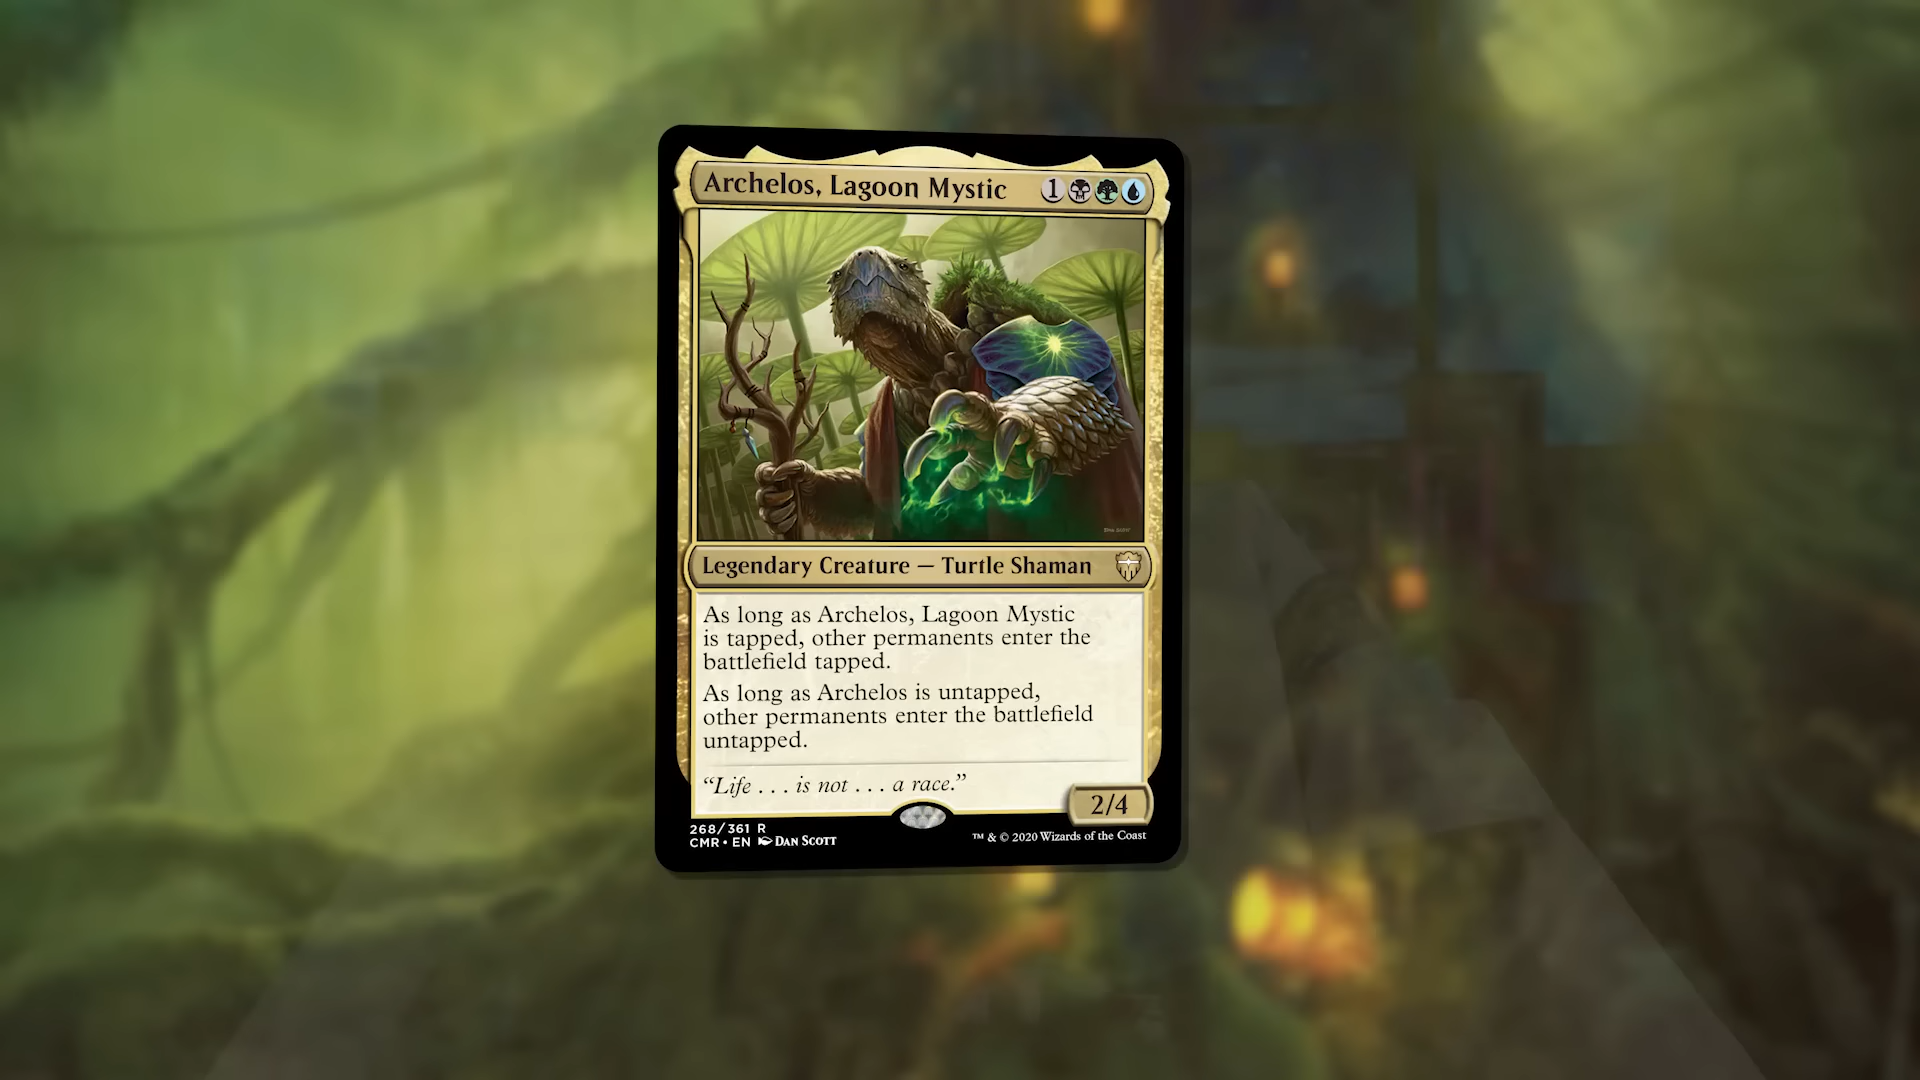 Archelos, Lagoon Mystic 1
Legendary Creature — Turtle Shaman
As long as Archelos, Lagoon Mystic
is tapped, other permanents enter the
battlefield tapped.
As long as Archelos is untapped,
other permanents enter the battlefield
untapped.
“Life . . . is not . . . a race.”
2/4
268/361 R
CMR • EN Dan Scott
™ & © 2020 Wizards of the Coast